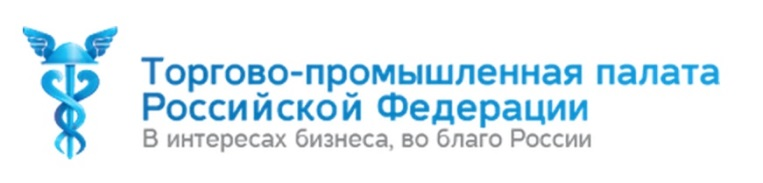 Торгово-промышленная палата
Российской Федерации
В интересах бизнеса, во благо России